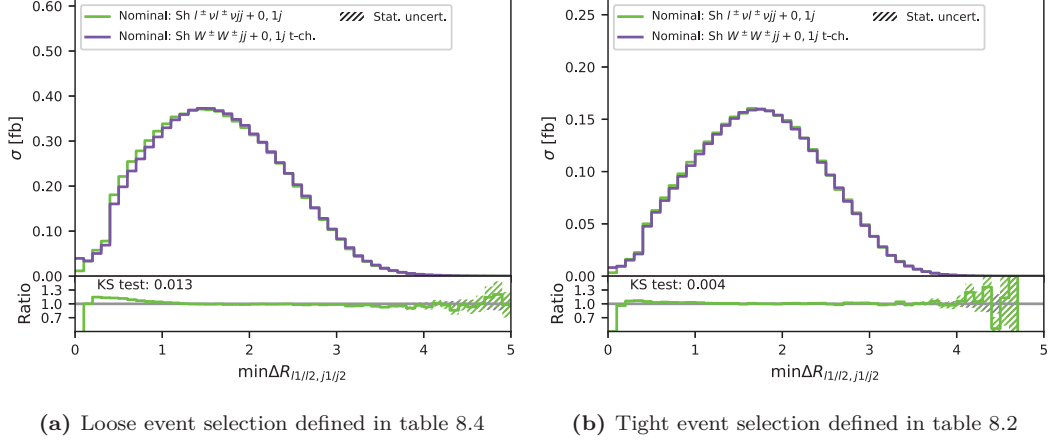 Nominal: Sh l ± νl ± νjj + 0, 1j
Nominal: Sh W ± W ± jj + 0, 1j t-ch.
Stat. uncert.
0.60
0.50
0.40
0.30
0.20
0.10
0.00
σ [fb]
KS test: 0.013
1.3
1.0
0.7
Ratio
0 1 2 3 4 5
minΔR l1/l2, j1/j2
(a) Loose event selection defined in table 8.4
Nominal: Sh l ± νl ± νjj + 0, 1j
Nominal: Sh W ± W ± jj + 0, 1j t-ch.
Stat. uncert.
0.25
0.20
0.15
0.10
0.05
0.00
σ [fb]
KS test: 0.004
1.3
1.0
0.7
Ratio
0 1 2 3 4 5
minΔR l1/l2, j1/j2
(b) Tight event selection defined in table 8.2